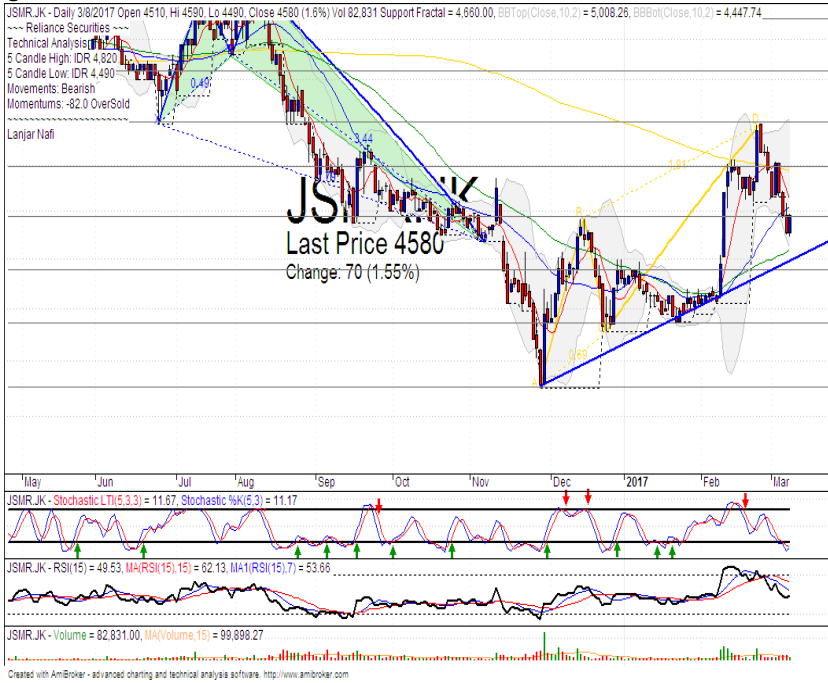 JSMR.JK - Daily 3/8/2017 Open 4510, Hi 4590, Lo 4490, Close 4580 (1.6%) Vol 82,831 Support Fractal = 4,660.00, BBTop(Close,10,2) = 5,008.26, BBBot(Close,10,2) = 4,447.74
~~~ Reliance Securities ~~~
Technical Analysis
5 Candle High: IDR 4,820
5 Candle Low: IDR 4,490
Movements: Bearish
Momentums: -82.0 OverSold
~~~~~~~~~~~~~~~~~~~~~
Lanjar Nafi
0.49
3.44
1.91
B
A
0.69
Last Price 4580
Change: 70 (1.55%)
May Jun Jul Aug Sep Oct Nov Dec 2017 Feb Mar
JSMR.JK - Stochastic LTI(5,3,3) = 11.67, Stochastic %K(5,3) = 11.17
JSMR.JK - RSI(15) = 49.53, MA(RSI(15),15) = 62.13, MA1(RSI(15),7) = 53.66
JSMR.JK - Volume = 82,831.00, MA(Volume,15) = 99,898.27
Created with AmiBroker - advanced charting and technical analysis software. http://www.amibroker.com